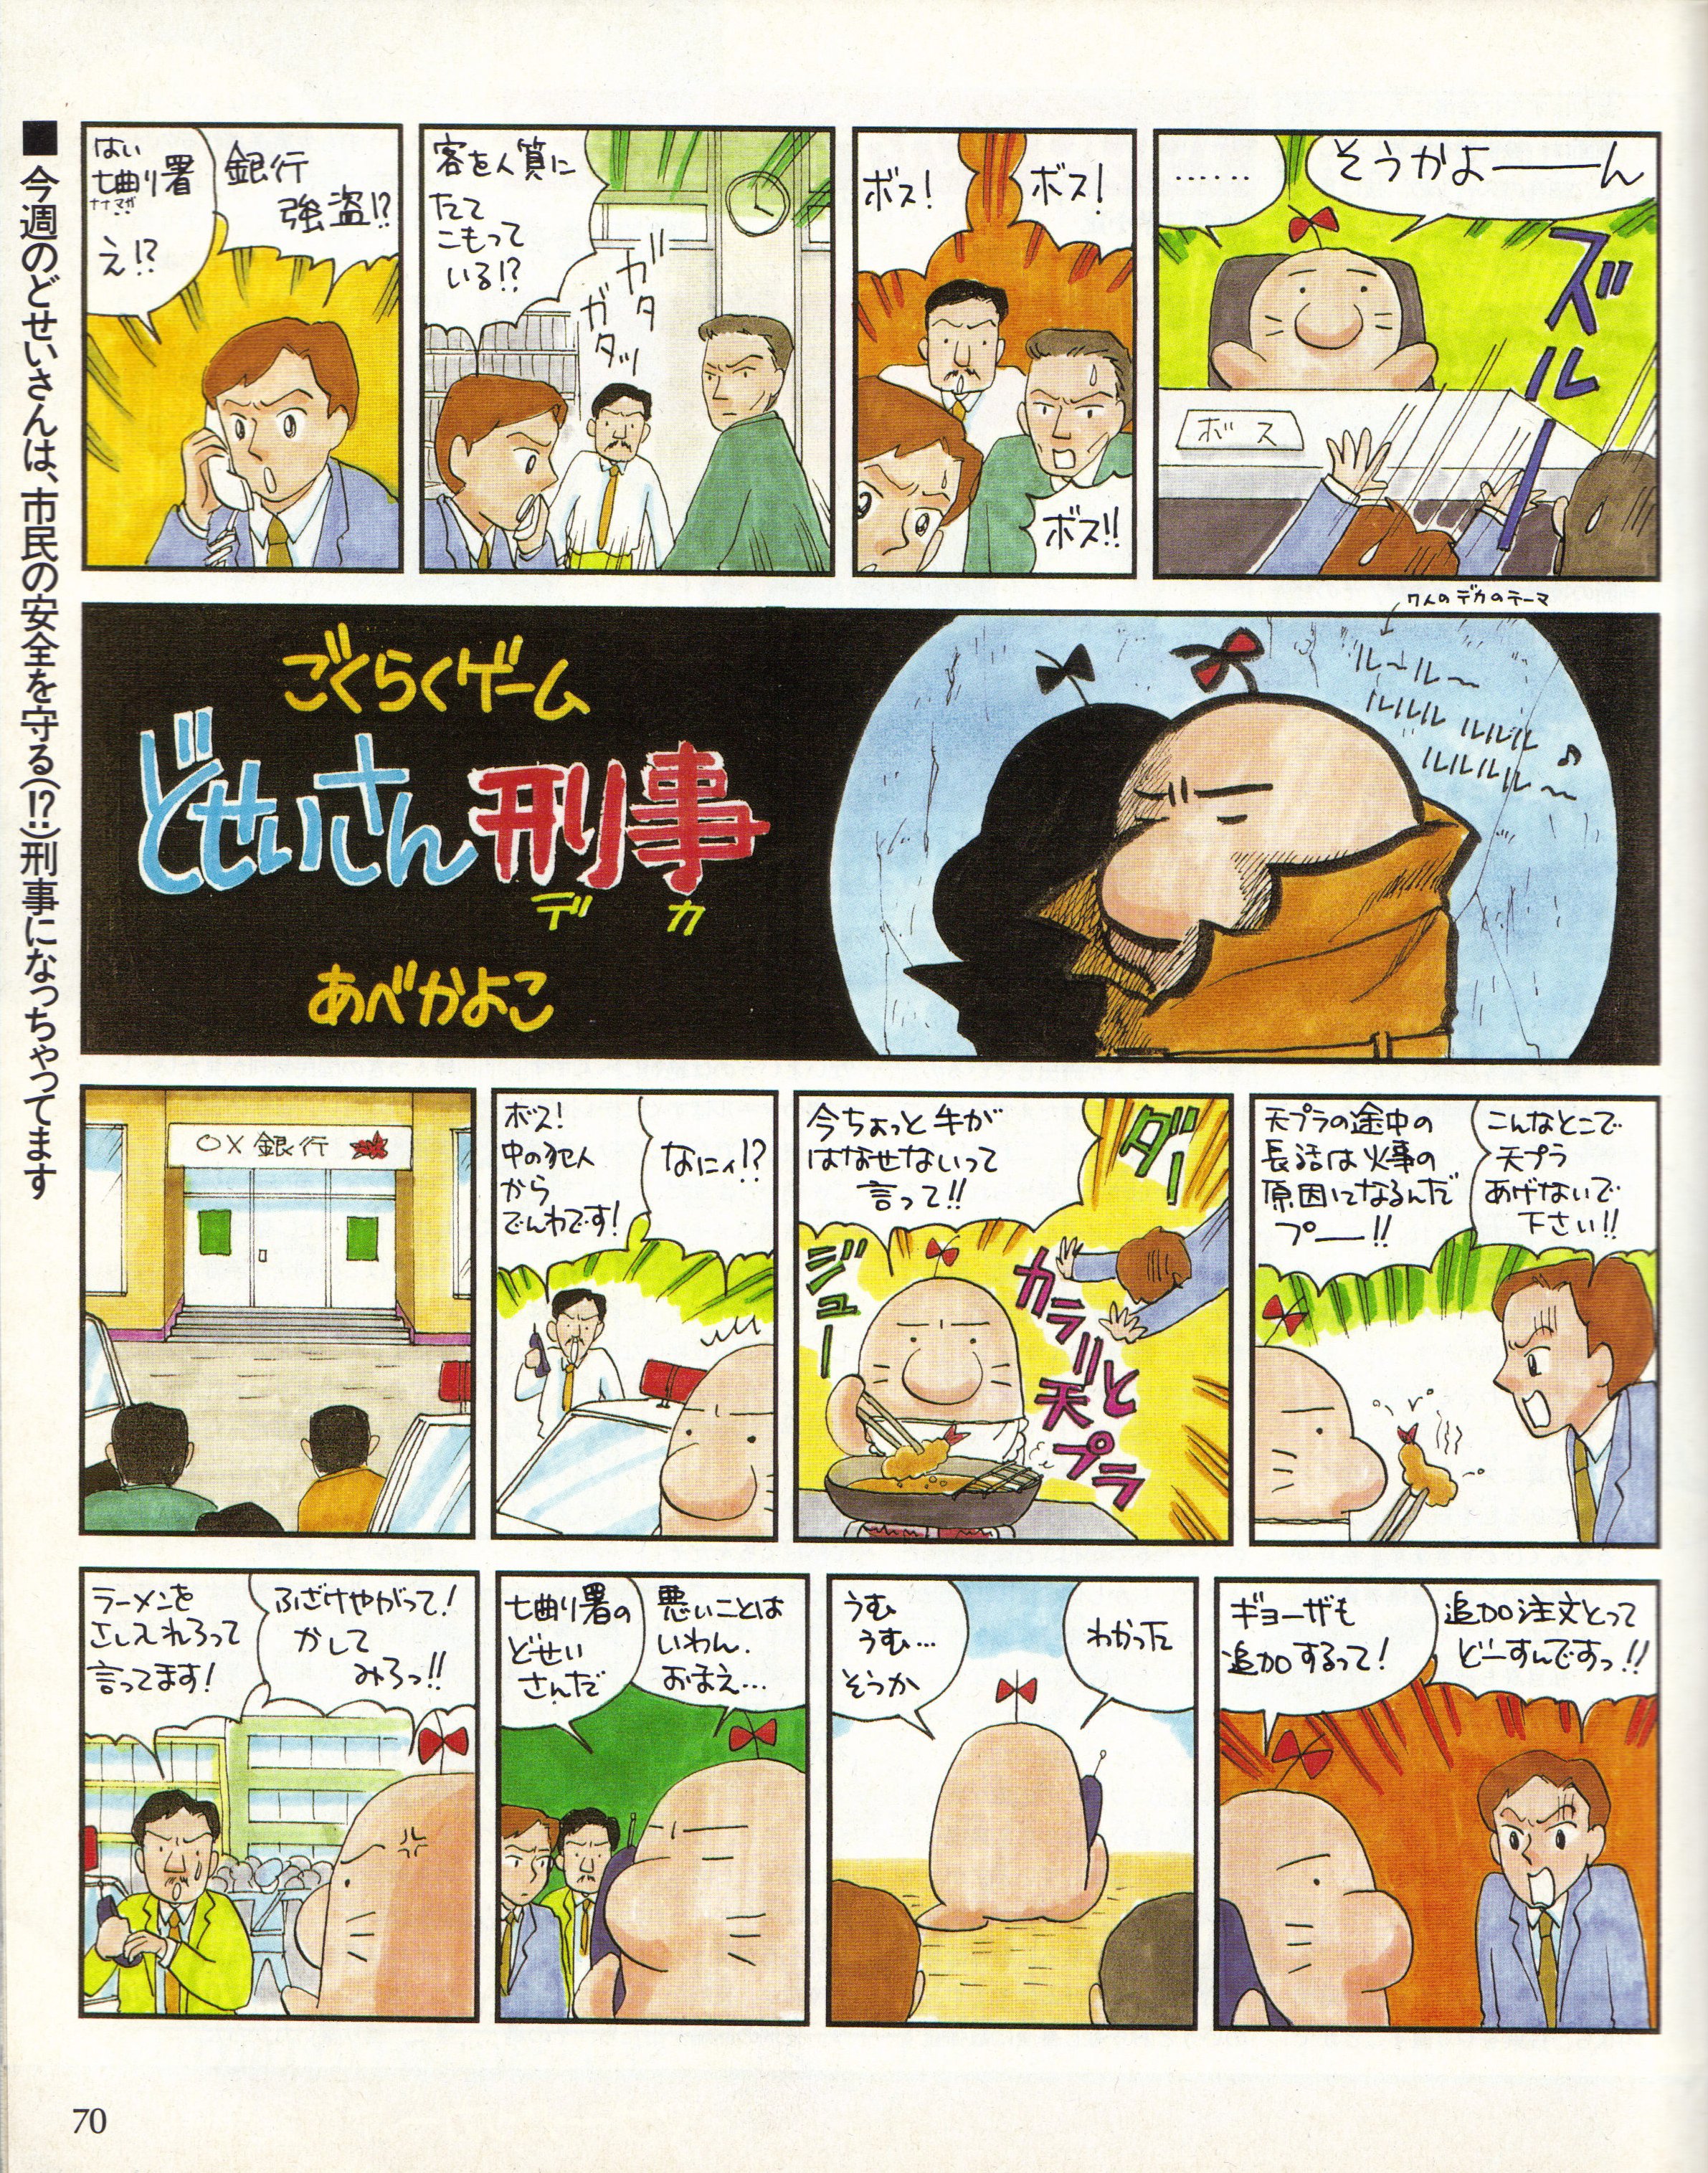 ■今週のどせいさんは、市民の安全を守る(!?)刑事になっちゃってます
はい
七曲り署
ナナ マガ
え!?
銀行
強盗!?
客を人質に
たて
こもって
いる!?
ガタ
ガタッ
ボス!
ボス!
ボス!!
……
そうかよ──ん
ズル
ボス
7人のデカのテーマ
ごくらくゲーム
どせいさん刑事
デカ
あべかよこ
ル〜ル〜
ルルル ルルル
ルルルル〜♪
○×銀行
ボス!
中の犯人
から
でんわです!
なにィ!?
今ちょっと手が
はなせないって
言って!!
ダー
ジュー
カラリと
天プラ
天プラの途中の
長話は火事の
原因になるんだ
プー!!
こんなとこで
天プラ
あげないで
下さい!!
ラーメンを
さし入れろって
言ってます!
ふざけやがって!
かして
みろっ!!
七曲り署の
どせい
さんだ
悪いことは
いわん.
おまえ…
うむ
うむ…
そうか
わかった
ギョーザも
追加するって!
追加注文とって
どーすんですっ!!
70